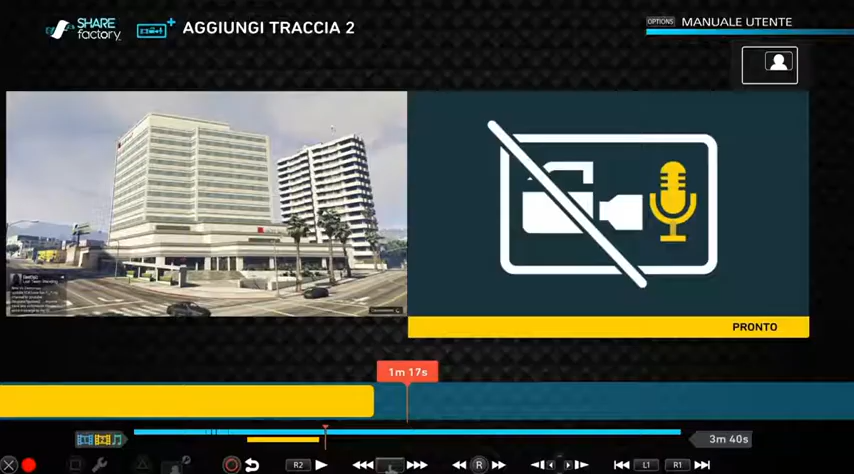 SHARE
factory
AGGIUNGI TRACCIA 2
OPTIONS MANUALE UTENTE
PRONTO
1m 17s
3m 40s
R2
R
L1
R1